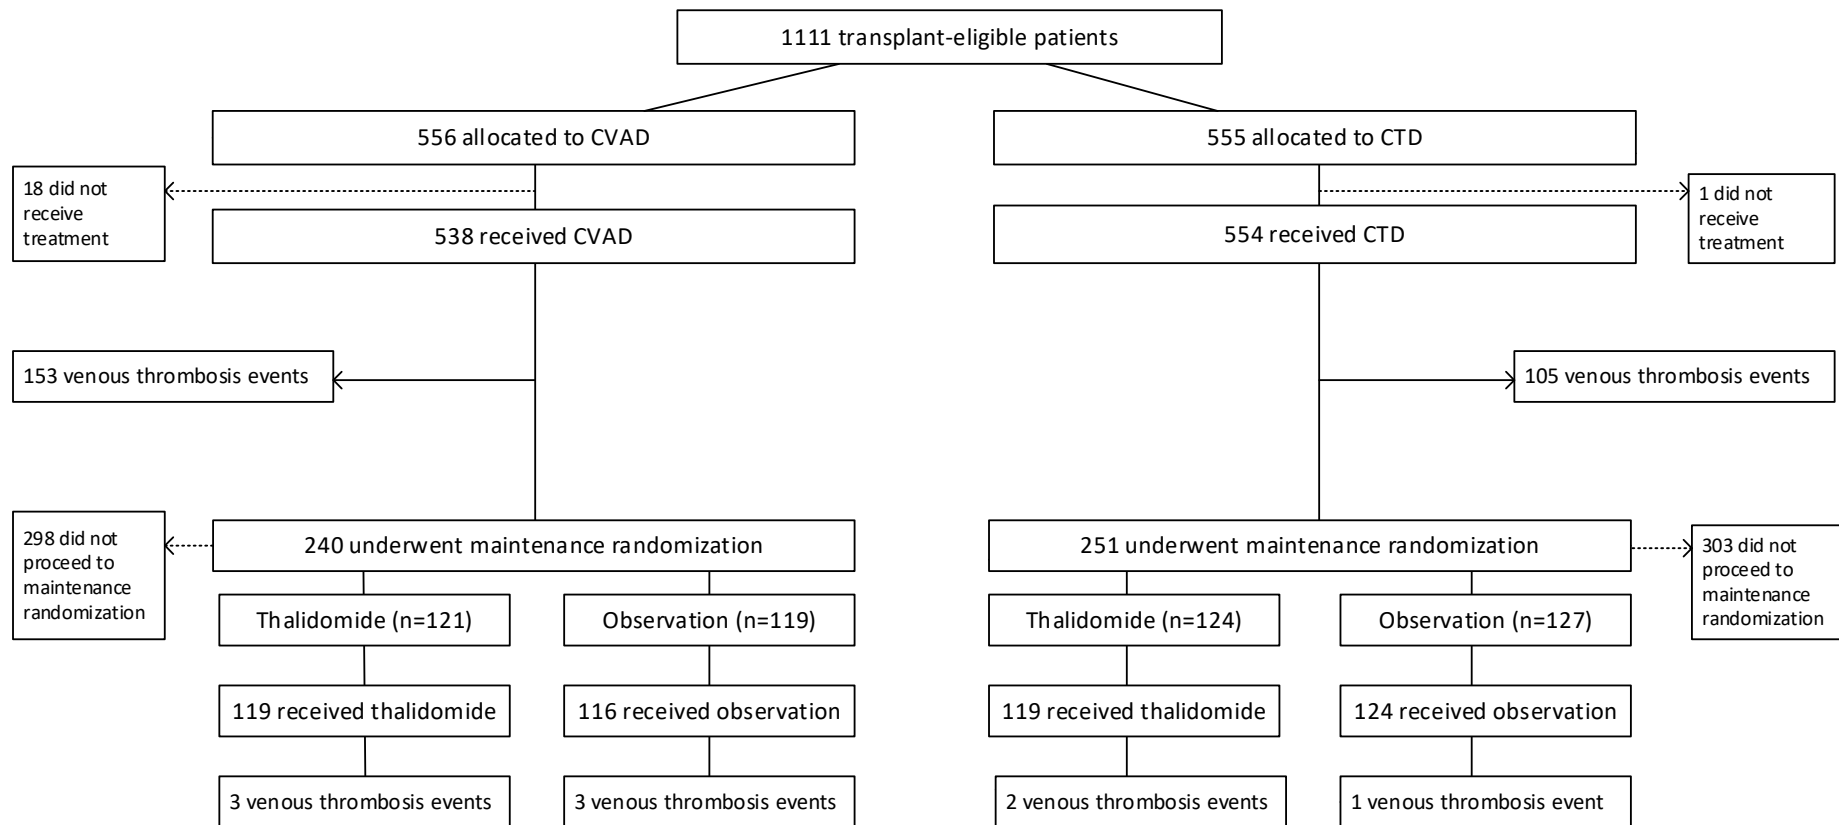 1111 transplant-eligible patients
556 allocated to CVAD
555 allocated to CTD
18 did not
receive
treatment
1 did not
receive
treatment
538 received CVAD
554 received CTD
153 venous thrombosis events
105 venous thrombosis events
298 did not
proceed to
maintenance
randomization
240 underwent maintenance randomization
251 underwent maintenance randomization
303 did not
proceed to
maintenance
randomization
Thalidomide (n=121)
Observation (n=119)
Thalidomide (n=124)
Observation (n=127)
119 received thalidomide
116 received observation
119 received thalidomide
124 received observation
3 venous thrombosis events
3 venous thrombosis events
2 venous thrombosis events
1 venous thrombosis event